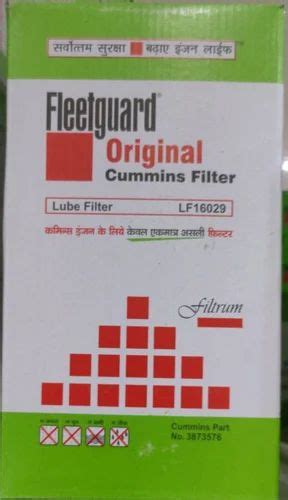 सर्वोत्तम सुरक्षा बढ़ाए इंजन लाईफ
Fleetguard®
Original
Cummins Filter
Lube Filter LF16029
कमिन्स इंजन के लिये केवल एकमात्र असली फ़िल्टर
Filtrum
Cummins Part
No. 3873576